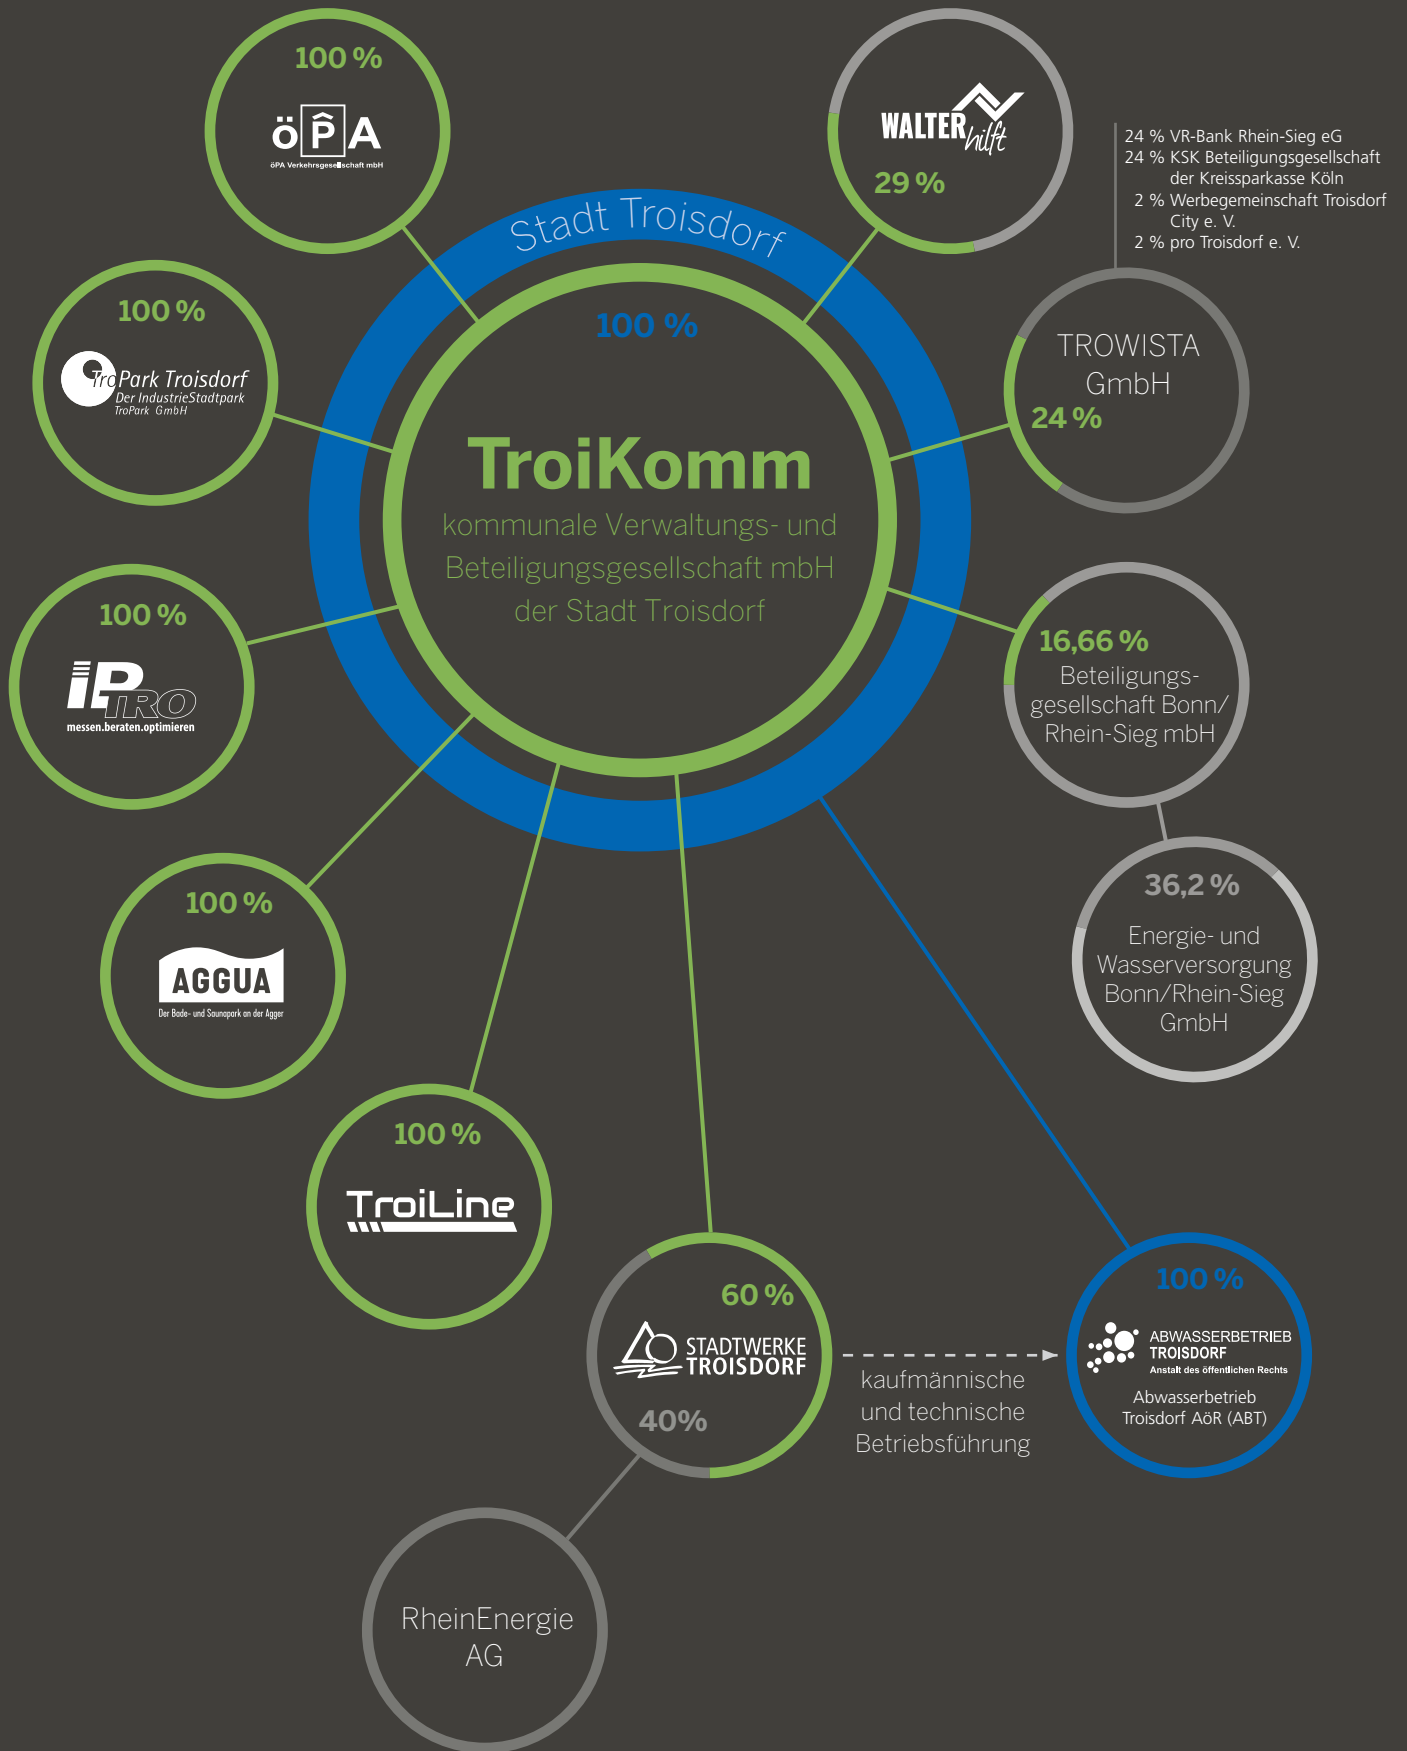 100 %
öPA
öPA Verkehrsgesellschaft mbH
WALTER
hilft
29 %
24 % VR-Bank Rhein-Sieg eG
24 % KSK Beteiligungsgesellschaft
der Kreissparkasse Köln
2 % Werbegemeinschaft Troisdorf
City e. V.
2 % pro Troisdorf e. V.
Stadt Troisdorf
100 %
TroPark Troisdorf
Der IndustrieStadtpark
TroPark GmbH
100 %
TroiKomm
kommunale Verwaltungs- und
Beteiligungsgesellschaft mbH
der Stadt Troisdorf
TROWISTA
GmbH
24 %
100 %
iPTRO
messen.beraten.optimieren
16,66 %
Beteiligungs-
gesellschaft Bonn/
Rhein-Sieg mbH
100 %
AGGUA
Der Bade- und Saunapark an der Agger
36,2 %
Energie- und
Wasserversorgung
Bonn/Rhein-Sieg
GmbH
100 %
TroiLine
60 %
STADTWERKE
TROISDORF
40%
kaufmännische
und technische
Betriebsführung
100 %
ABWASSERBETRIEB
TROISDORF
Anstalt des öffentlichen Rechts
Abwasserbetrieb
Troisdorf AöR (ABT)
RheinEnergie
AG